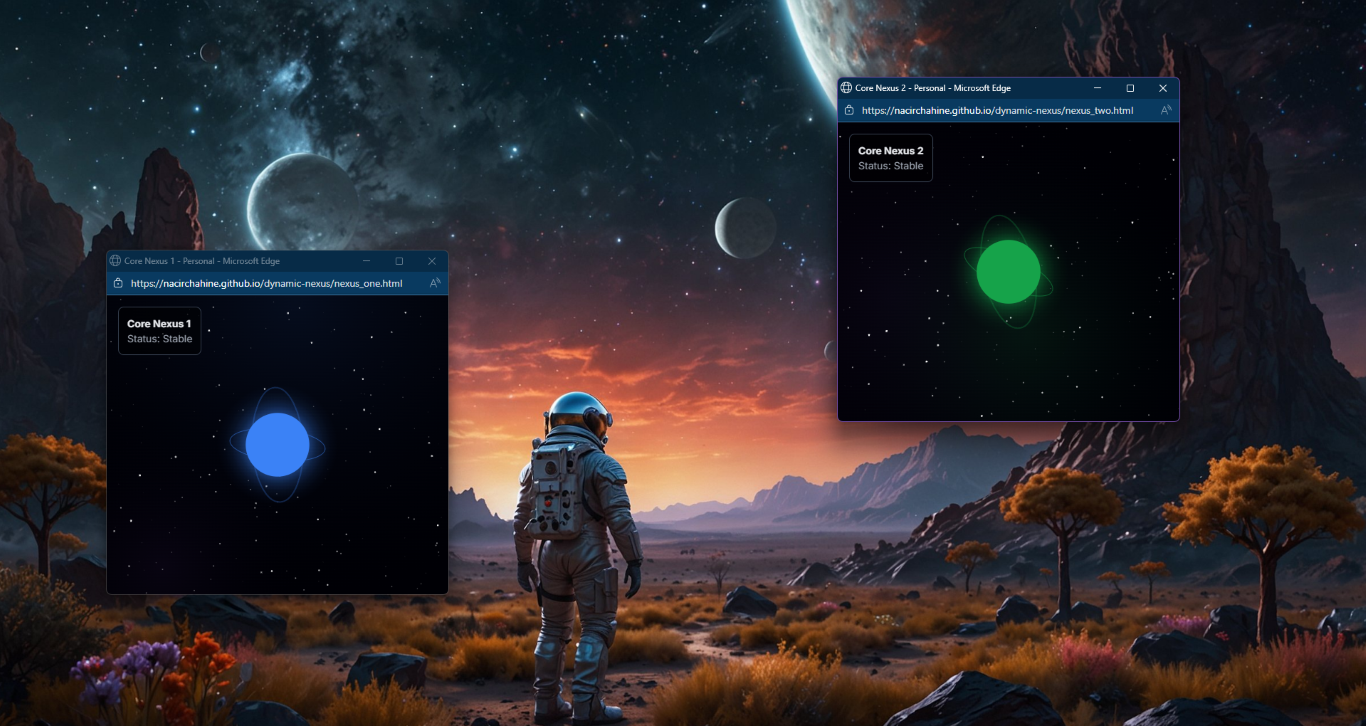 Core Nexus 2 - Personal - Microsoft Edge
https://nacirchahine.github.io/dynamic-nexus/nexus_two.html
Core Nexus 2
Status: Stable
Core Nexus 1 - Personal - Microsoft Edge
https://nacirchahine.github.io/dynamic-nexus/nexus_one.html
Core Nexus 1
Status: Stable